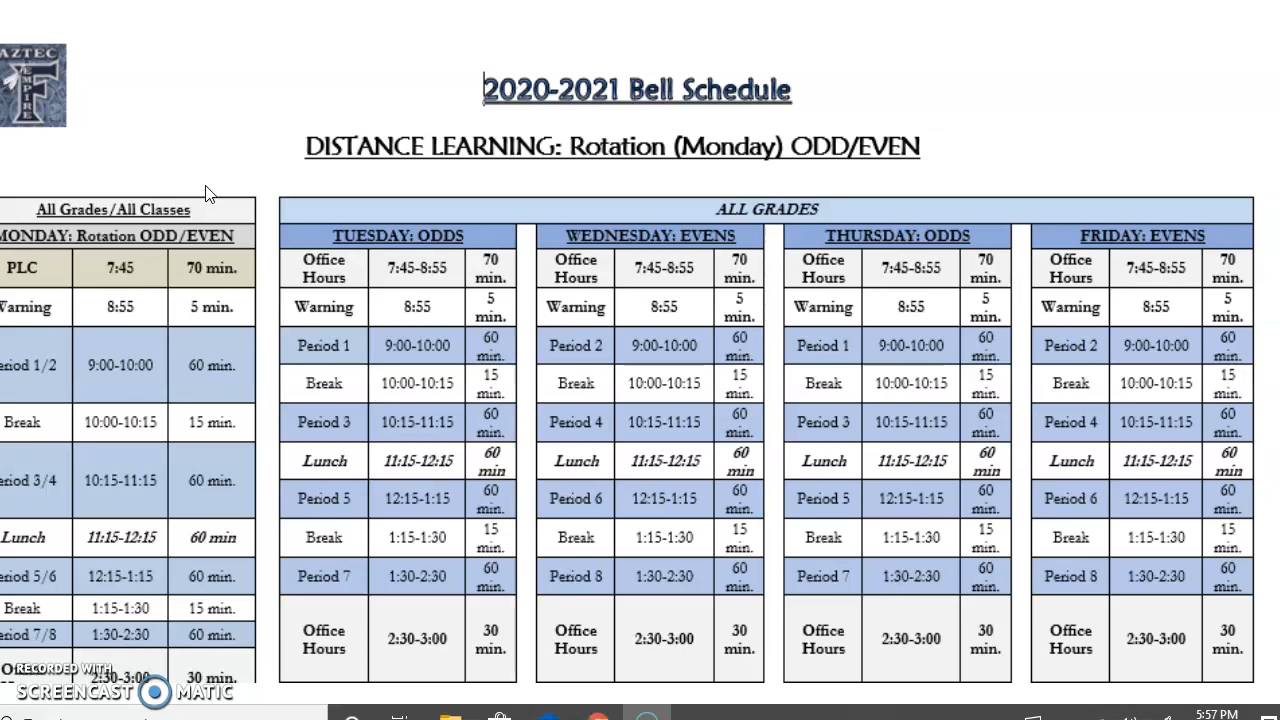 AZTEC
EMPIRE
F
2020-2021 Bell Schedule
DISTANCE LEARNING: Rotation (Monday) ODD/EVEN
All Grades/All Classes
MONDAY: Rotation ODD/EVEN
PLC 7:45 70 min.
Warning 8:55 5 min.
eriod 1/2 9:00-10:00 60 min.
Break 10:00-10:15 15 min.
eriod 3/4 10:15-11:15 60 min.
Lunch 11:15-12:15 60 min
eriod 5/6 12:15-1:15 60 min.
Break 1:15-1:30 15 min.
eriod 7/8 1:30-2:30 60 min.
2:30-3:00 30 min.
ALL GRADES
TUESDAY: ODDS
Office Hours 7:45-8:55 70 min.
Warning 8:55 5 min.
Period 1 9:00-10:00 60 min.
Break 10:00-10:15 15 min.
Period 3 10:15-11:15 60 min.
Lunch 11:15-12:15 60 min
Period 5 12:15-1:15 60 min.
Break 1:15-1:30 15 min.
Period 7 1:30-2:30 60 min.
Office Hours 2:30-3:00 30 min.
WEDNESDAY: EVENS
Office Hours 7:45-8:55 70 min.
Warning 8:55 5 min.
Period 2 9:00-10:00 60 min.
Break 10:00-10:15 15 min.
Period 4 10:15-11:15 60 min.
Lunch 11:15-12:15 60 min
Period 6 12:15-1:15 60 min.
Break 1:15-1:30 15 min.
Period 8 1:30-2:30 60 min.
Office Hours 2:30-3:00 30 min.
THURSDAY: ODDS
Office Hours 7:45-8:55 70 min.
Warning 8:55 5 min.
Period 1 9:00-10:00 60 min.
Break 10:00-10:15 15 min.
Period 3 10:15-11:15 60 min.
Lunch 11:15-12:15 60 min
Period 5 12:15-1:15 60 min.
Break 1:15-1:30 15 min.
Period 7 1:30-2:30 60 min.
Office Hours 2:30-3:00 30 min.
FRIDAY: EVENS
Office Hours 7:45-8:55 70 min.
Warning 8:55 5 min.
Period 2 9:00-10:00 60 min.
Break 10:00-10:15 15 min.
Period 4 10:15-11:15 60 min.
Lunch 11:15-12:15 60 min
Period 6 12:15-1:15 60 min.
Break 1:15-1:30 15 min.
Period 8 1:30-2:30 60 min.
Office Hours 2:30-3:00 30 min.
RECORDED WITH
SCREENCAST MATIC
5:57 PM